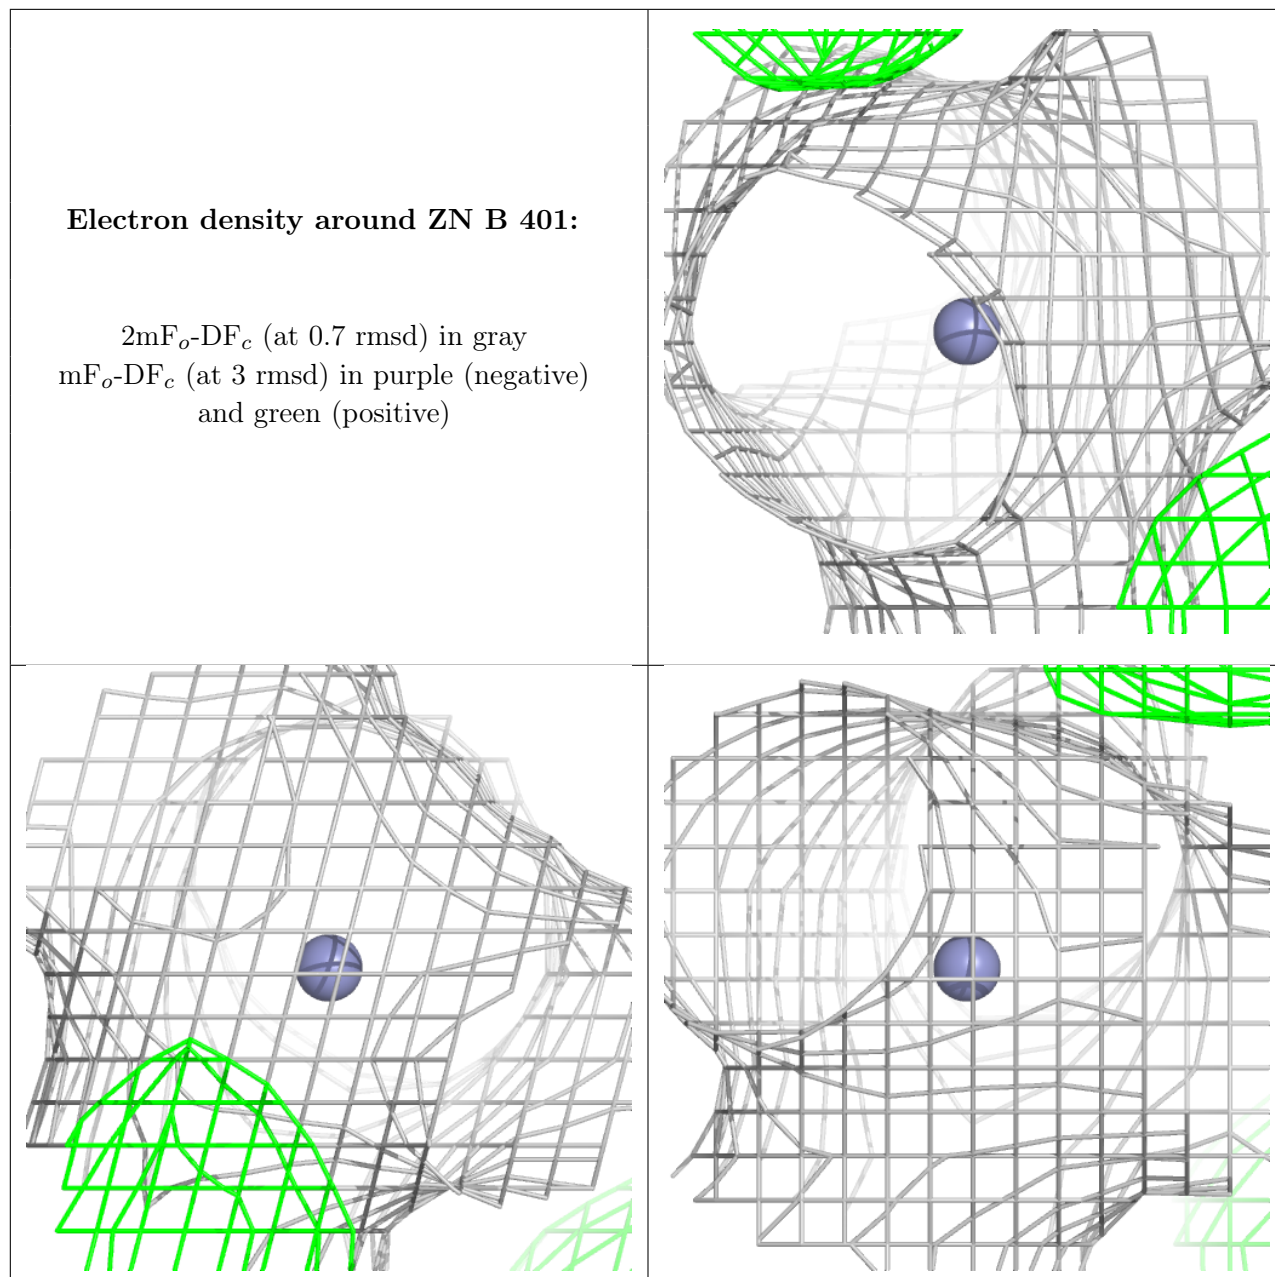 Electron density around ZN B 401:
2mFo-DFc (at 0.7 rmsd) in gray
mFo-DFc (at 3 rmsd) in purple (negative)
and green (positive)